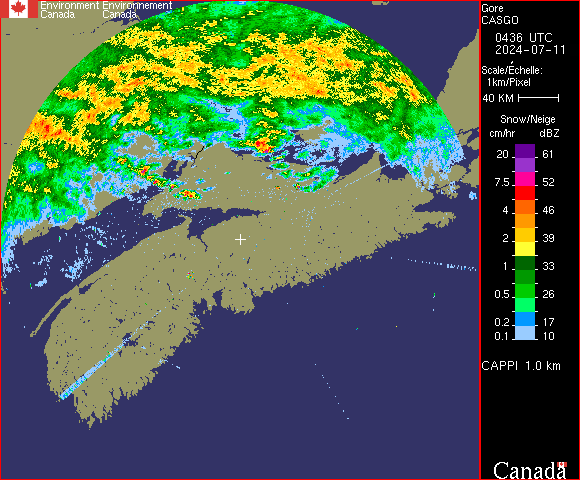 Environment Environnement
Canada Canada
Gore
CASGO
0436 UTC
2024-07-11
Scale/Echelle:
1km/Pixel
40 KM
Snow/Neige
cm/hr dBZ
20 61
7.5 52
4 46
2 39
1 33
0.5 26
0.2 17
0.1 10
CAPPI 1.0 km
Canada